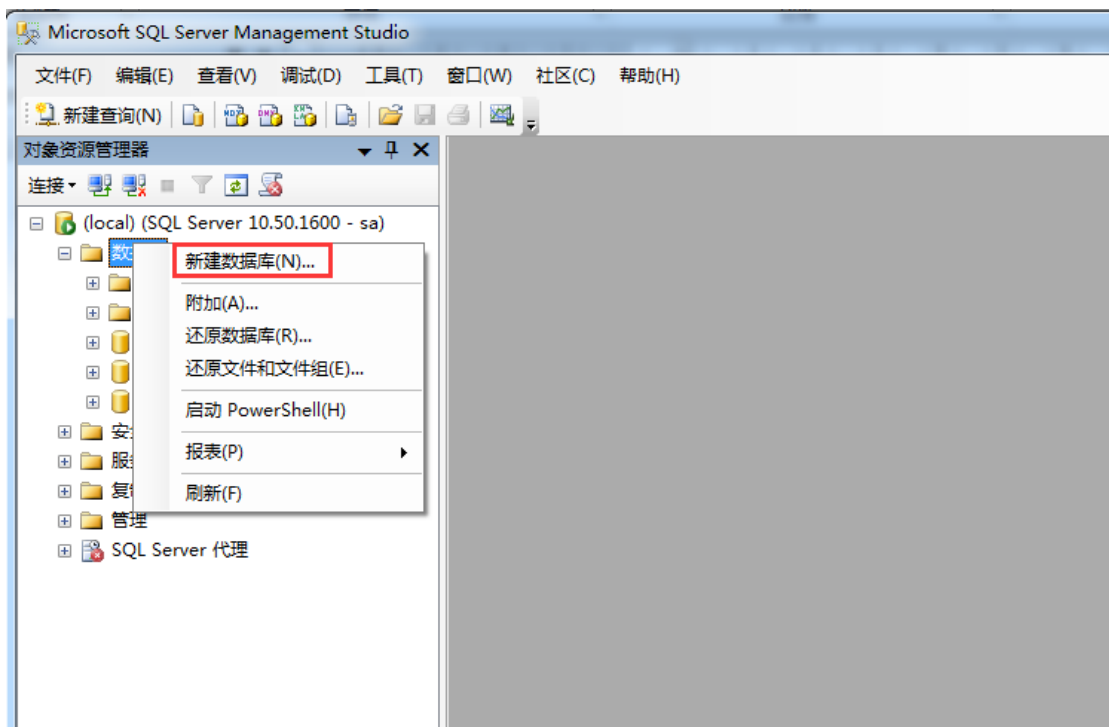 Microsoft SQL Server Management Studio
文件(F) 编辑(E) 查看(V) 调试(D) 工具(T) 窗口(W) 社区(C) 帮助(H)
新建查询(N)
对象资源管理器
连接
(local) (SQL Server 10.50.1600 - sa)
新建数据库(N)...
附加(A)...
还原数据库(R)...
还原文件和文件组(E)...
启动 PowerShell(H)
报表(P)
刷新(F)
管理
SQL Server 代理